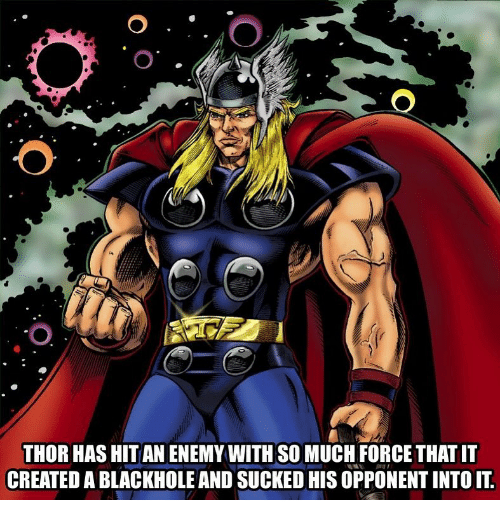 THOR HAS HIT AN ENEMY WITH SO MUCH FORCE THAT IT
CREATED A BLACKHOLE AND SUCKED HIS OPPONENT INTO IT.